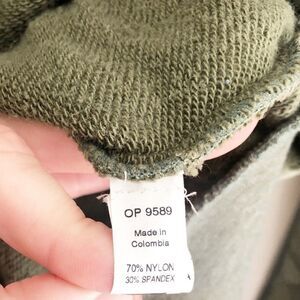 OP 9589
Made in
Colombia
70% NYLON
30% SPANDEX